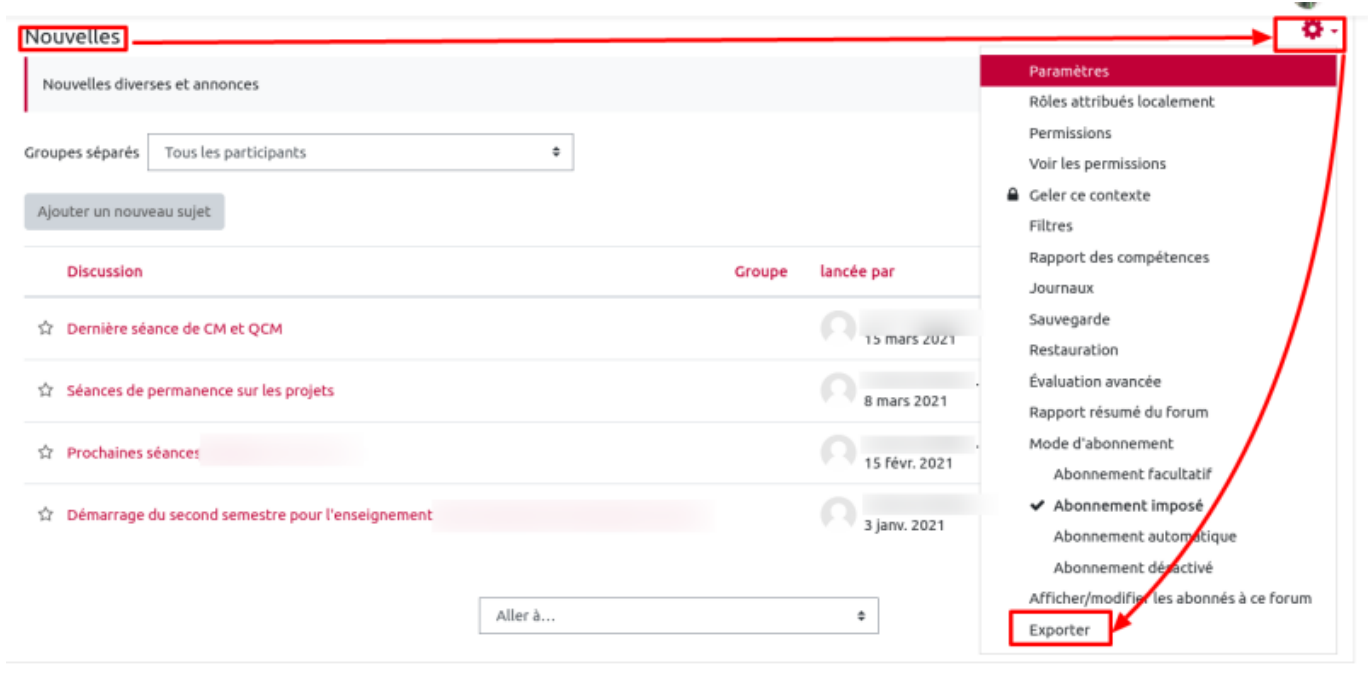 Nouvelles
Nouvelles diverses et annonces
Groupes séparés Tous les participants
Ajouter un nouveau sujet
Discussion Groupe lancée par
Dernière séance de CM et QCM
15 mars 2021
Séances de permanence sur les projets
8 mars 2021
Prochaines séances
15 févr. 2021
Démarrage du second semestre pour l'enseignement
3 janv. 2021
Aller à...
Paramètres
Rôles attribués localement
Permissions
Voir les permissions
Geler ce contexte
Filtres
Rapport des compétences
Journaux
Sauvegarde
Restauration
Évaluation avancée
Rapport résumé du forum
Mode d'abonnement
Abonnement facultatif
Abonnement imposé
Abonnement automatique
Abonnement désactivé
Afficher/modifier les abonnés à ce forum
Exporter